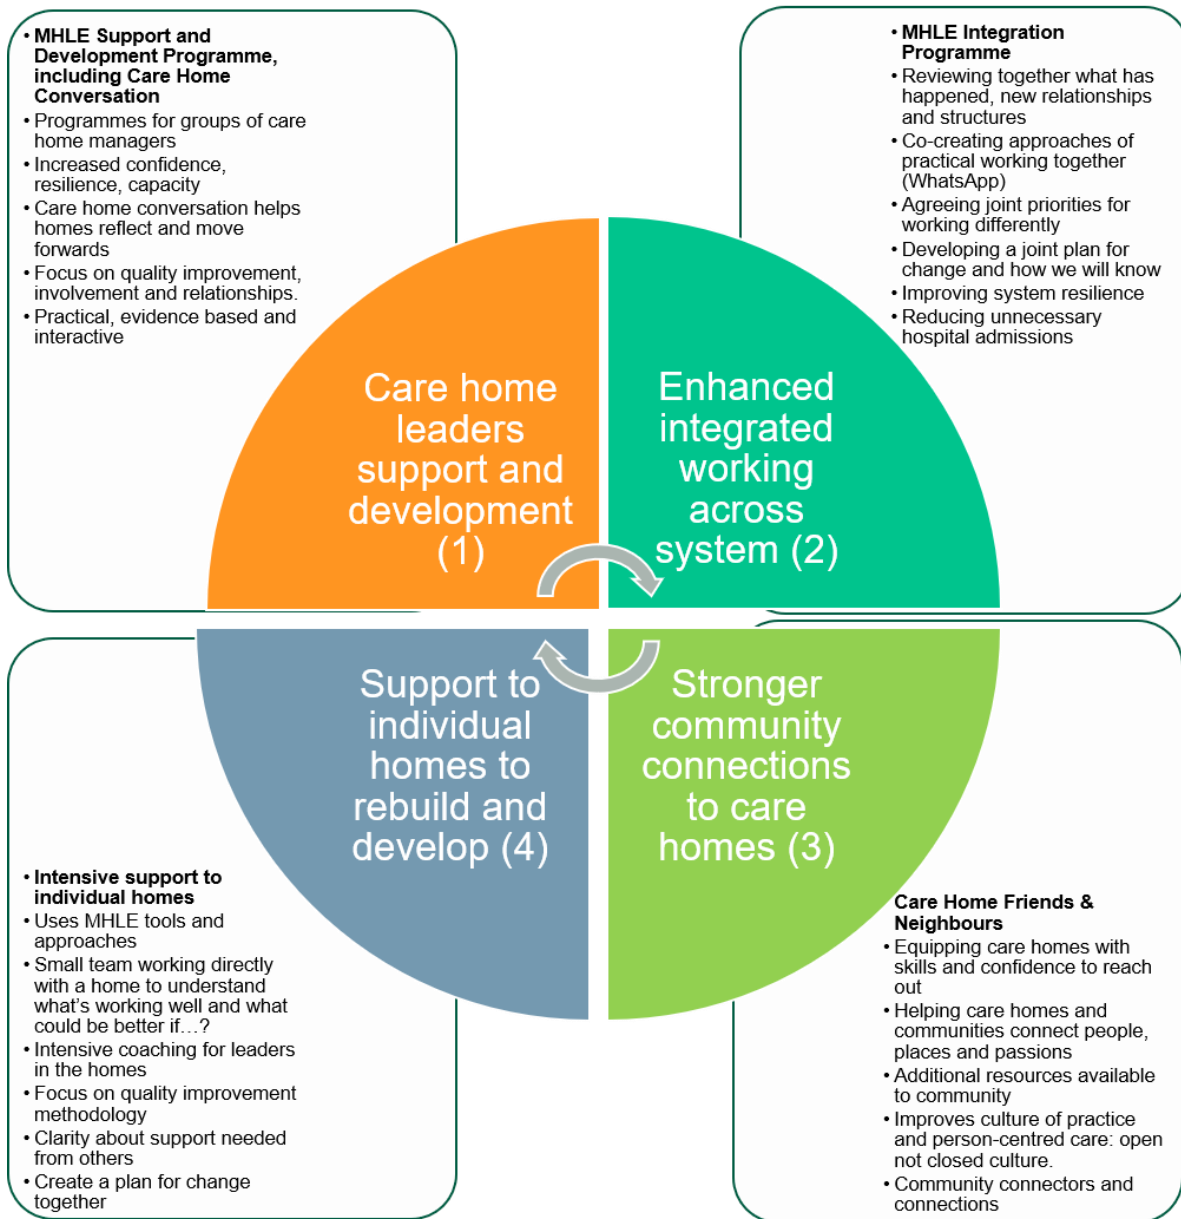 • MHLE Support and
Development Programme,
including Care Home
Conversation
• Programmes for groups of care
home managers
• Increased confidence,
resilience, capacity
• Care home conversation helps
homes reflect and move
forwards
• Focus on quality improvement,
involvement and relationships.
• Practical, evidence based and
interactive
• MHLE Integration
Programme
• Reviewing together what has
happened, new relationships
and structures
• Co-creating approaches of
practical working together
(WhatsApp)
• Agreeing joint priorities for
working differently
• Developing a joint plan for
change and how we will know
• Improving system resilience
• Reducing unnecessary
hospital admissions
Care home
leaders
support and
development
(1)
Enhanced
integrated
working
across
system (2)
Support to
individual
homes to
rebuild and
develop (4)
Stronger
community
connections
to care
homes (3)
• Intensive support to
individual homes
• Uses MHLE tools and
approaches
• Small team working directly
with a home to understand
what's working well and what
could be better if…?
• Intensive coaching for leaders
in the homes
• Focus on quality improvement
methodology
• Clarity about support needed
from others
• Create a plan for change
together
Care Home Friends &
Neighbours
• Equipping care homes with
skills and confidence to reach
out
• Helping care homes and
communities connect people,
places and passions
• Additional resources available
to community
• Improves culture of practice
and person-centred care: open
not closed culture.
• Community connectors and
connections